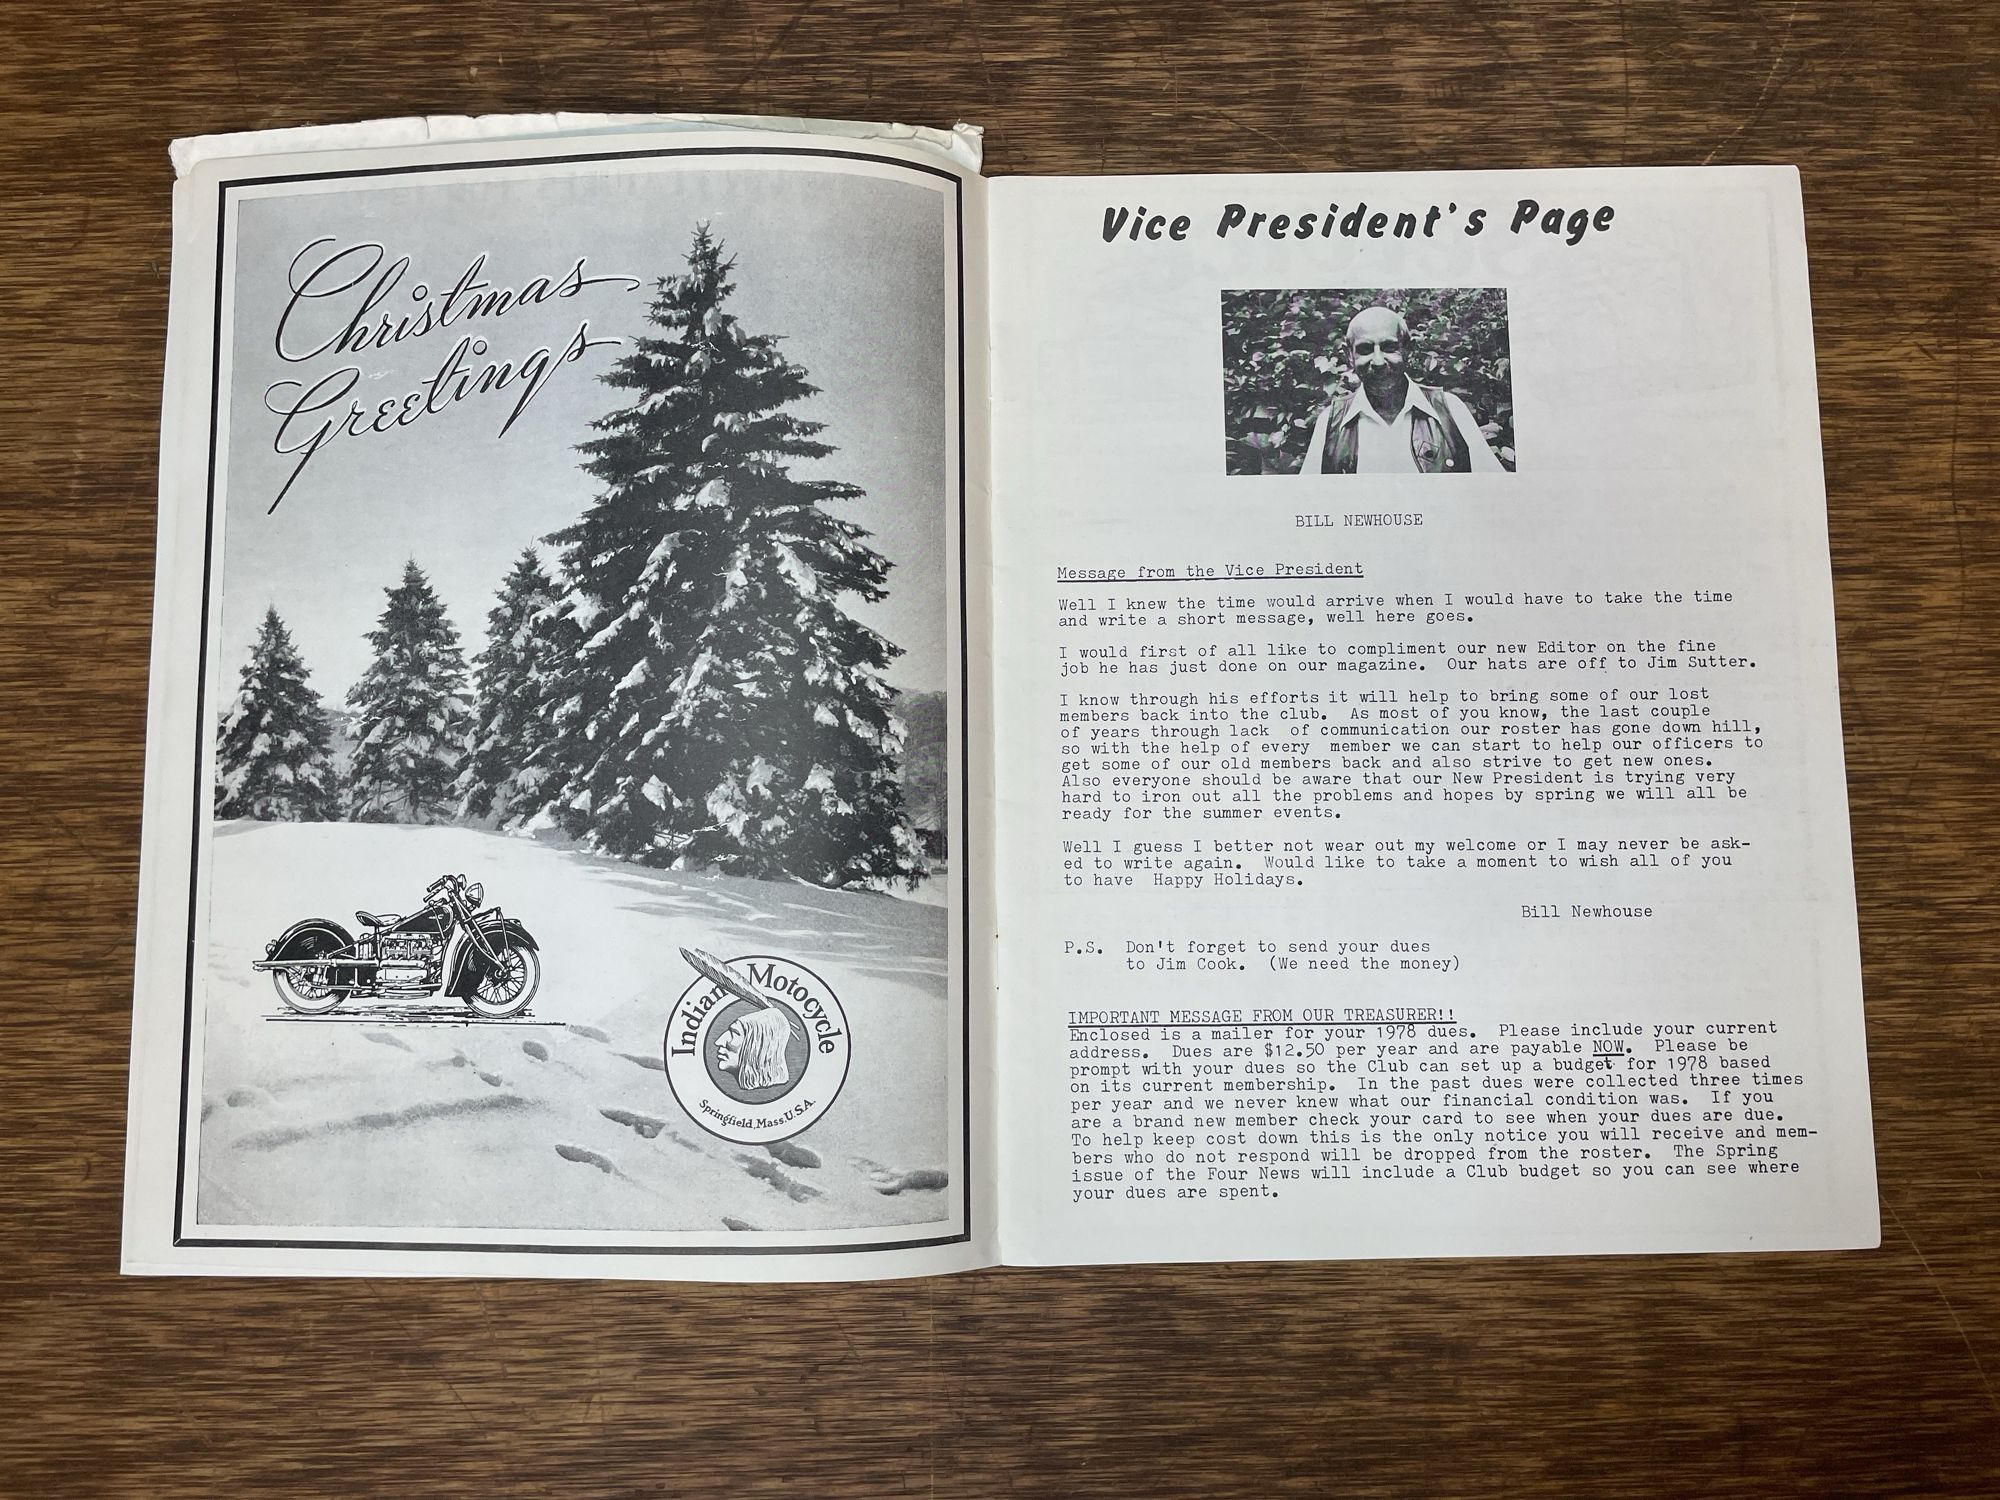 Christmas
Greetings
Indian Motocycle
Springfield, Mass. U.S.A.
Vice President's Page
BILL NEWHOUSE
Message from the Vice President
Well I knew the time would arrive when I would have to take the time
and write a short message, well here goes.
I would first of all like to compliment our new Editor on the fine
job he has just done on our magazine. Our hats are off to Jim Sutter.
I know through his efforts it will help to bring some of our lost
members back into the club. As most of you know, the last couple
of years through lack of communication our roster has gone down hill,
so with the help of every member we can start to help our officers to
get some of our old members back and also strive to get new ones.
Also everyone should be aware that our New President is trying very
hard to iron out all the problems and hopes by spring we will all be
ready for the summer events.
Well I guess I better not wear out my welcome or I may never be ask-
ed to write again. Would like to take a moment to wish all of you
to have Happy Holidays.
Bill Newhouse
P.S. Don't forget to send your dues
to Jim Cook. (We need the money)
IMPORTANT MESSAGE FROM OUR TREASURER!!
Enclosed is a mailer for your 1978 dues. Please include your current
address. Dues are $12.50 per year and are payable NOW. Please be
prompt with your dues so the Club can set up a budget for 1978 based
on its current membership. In the past dues were collected three times
per year and we never knew what our financial condition was. If you
are a brand new member check your card to see when your dues are due.
To help keep cost down this is the only notice you will receive and mem-
bers who do not respond will be dropped from the roster. The Spring
issue of the Four News will include a Club budget so you can see where
your dues are spent.